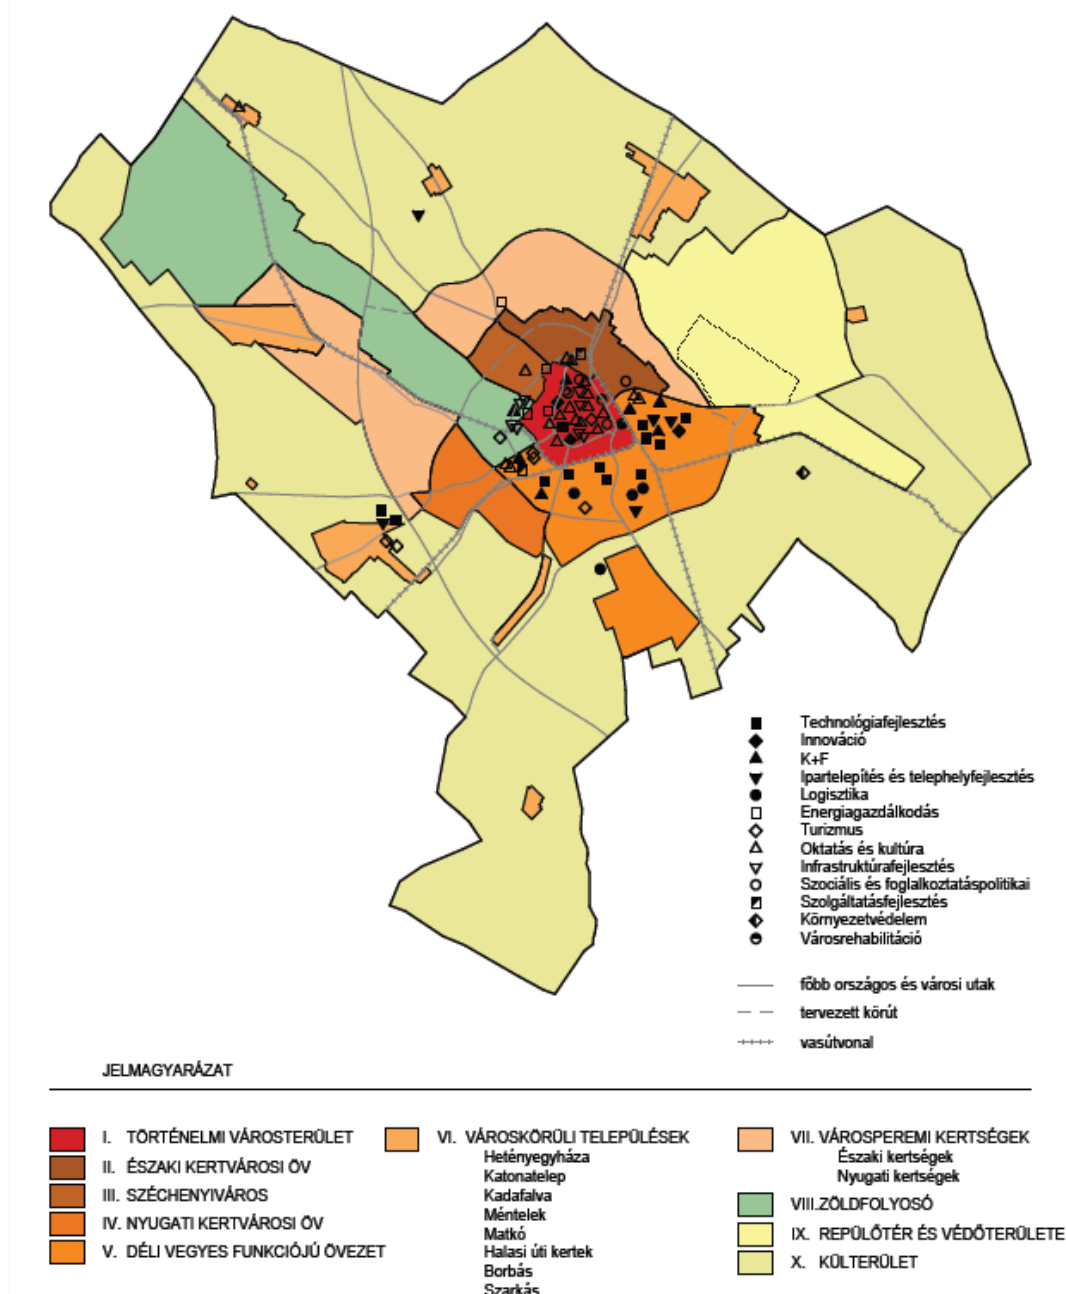 Technológiafejlesztés
Innováció
K+F
Ipartelepítés és telephelyfejlesztés
Logisztika
Energiagazdálkodás
Turizmus
Oktatás és kultúra
Infrastruktúrafejlesztés
Szociális és foglalkoztatáspolitikai
Szolgáltatásfejlesztés
Környezetvédelem
Városrehabilitáció
főbb országos és városi utak
tervezett körút
vasútvonal
JELMAGYARÁZAT
I. TÖRTÉNELMI VÁROSTERÜLET
II. ÉSZAKI KERTVÁROSI ÖV
III. SZÉCHENYIVÁROS
IV. NYUGATI KERTVÁROSI ÖV
V. DÉLI VEGYES FUNKCIÓJÚ ÖVEZET
VI. VÁROSKÖRÜLI TELEPÜLÉSEK
Hetényegyháza
Katonatelep
Kadafalva
Méntelek
Matkó
Halasi úti kertek
Borbás
Szarkás
VII. VÁROSPEREMI KERTSÉGEK
Északi kertségek
Nyugati kertségek
VIII. ZÖLDFOLYOSÓ
IX. REPÜLŐTÉR ÉS VÉDŐTERÜLETE
X. KÜLTERÜLET